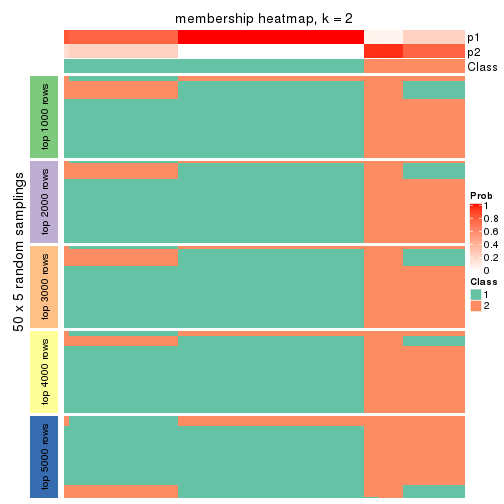 membership heatmap, k = 2
p1
p2
Class
50 x 5 random samplings
top 1000 rows
top 2000 rows
top 3000 rows
top 4000 rows
top 5000 rows
Prob
1
0.8
0.6
0.4
0.2
0
Class
1
2